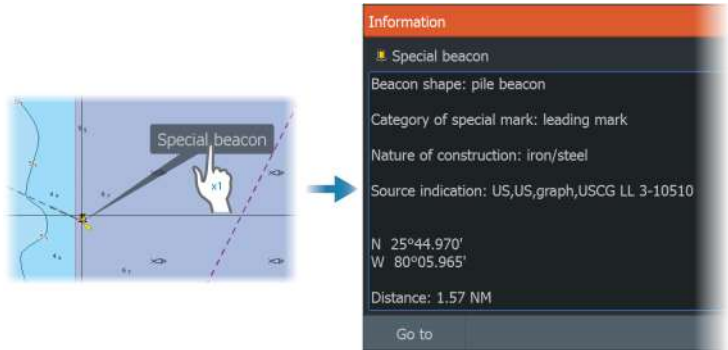 Special beacon
x1
Information
Special beacon
Beacon shape: pile beacon
Category of special mark: leading mark
Nature of construction: iron/steel
Source indication: US,US,graph,USCG LL 3-10510
N 25°44.970'
W 80°05.965'
Distance: 1.57 NM
Go to